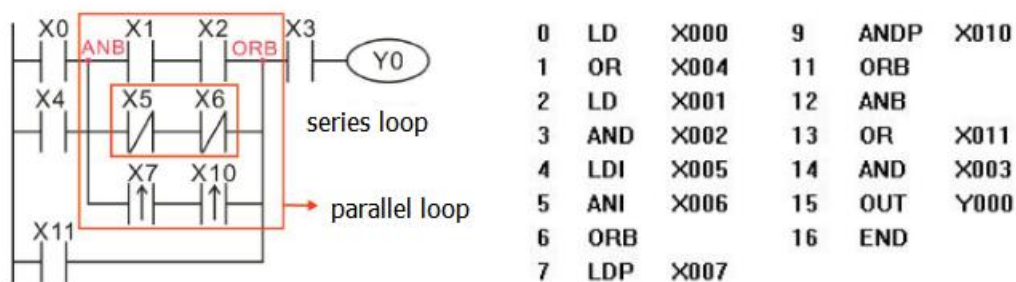 X0 X1 X2 X3
ANB ORB
Y0
X4 X5 X6
series loop
X7 X10
parallel loop
X11
0 LD X000
1 OR X004
2 LD X001
3 AND X002
4 LDI X005
5 ANI X006
6 ORB
7 LDP X007
9 ANDP X010
11 ORB
12 ANB
13 OR X011
14 AND X003
15 OUT Y000
16 END